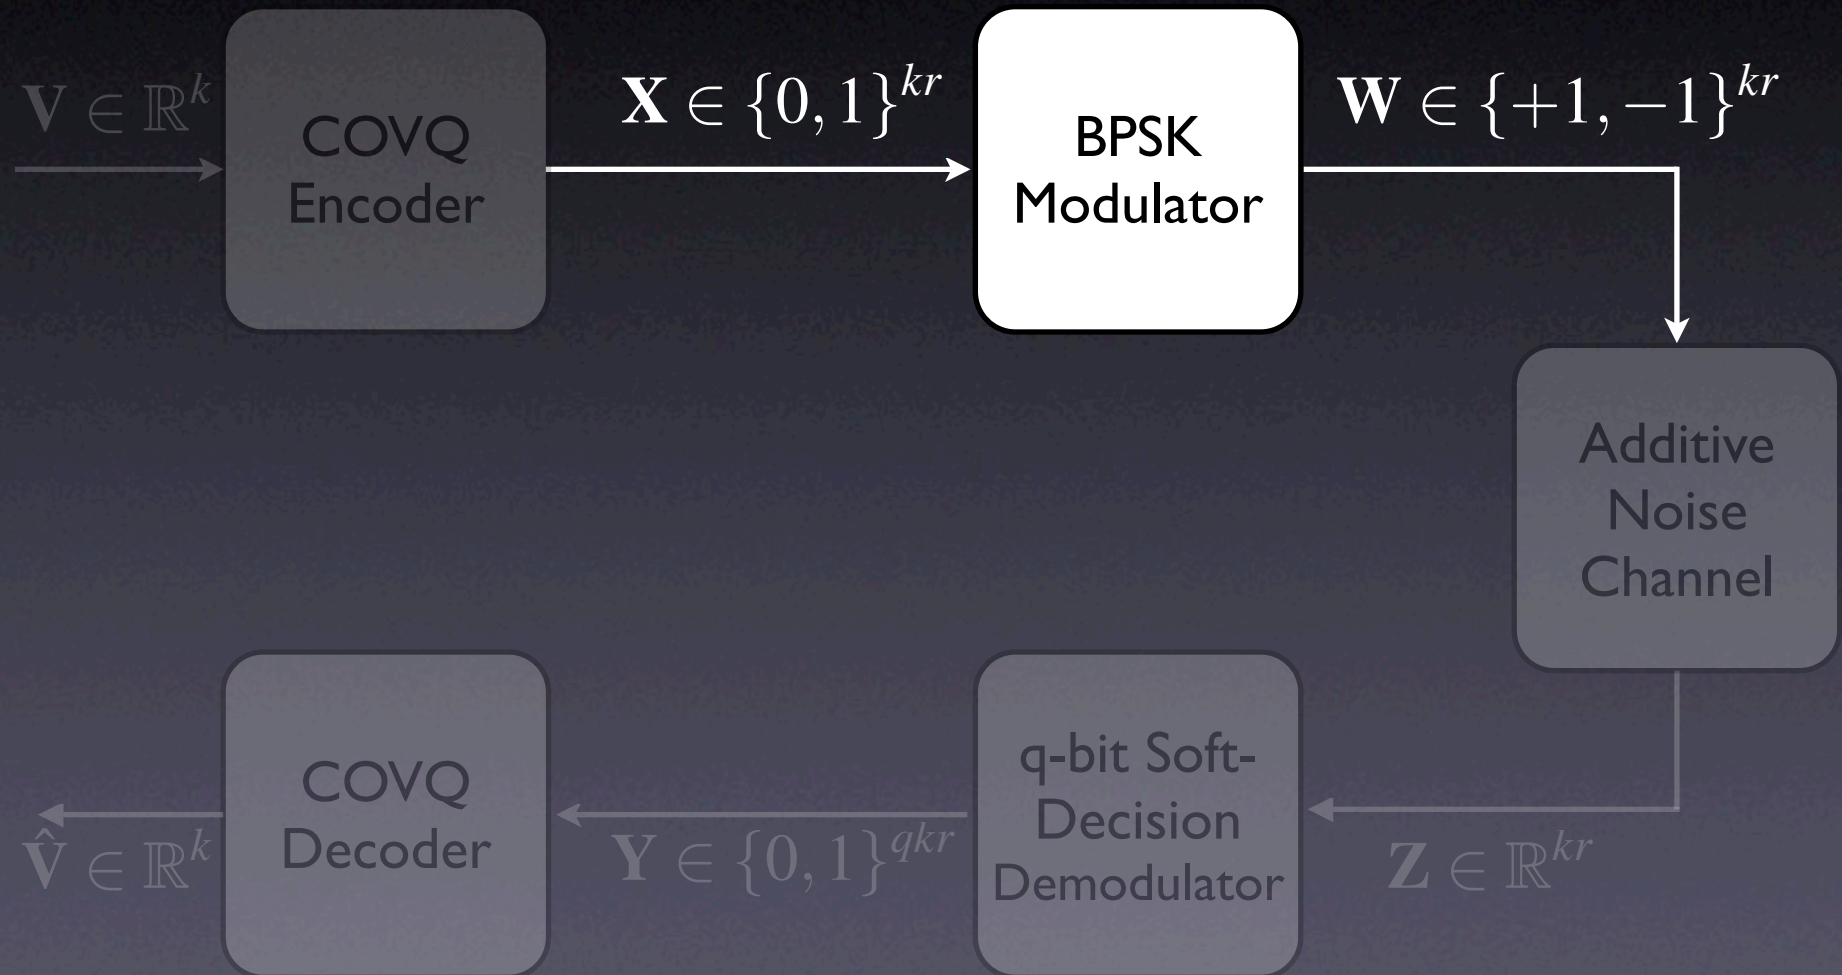 V ∈ ℝ^k
COVQ
Encoder
X ∈ {0, 1}^{kr}
BPSK
Modulator
W ∈ {+1, −1}^{kr}
Additive
Noise
Channel
Z ∈ ℝ^{kr}
q-bit Soft-
Decision
Demodulator
Y ∈ {0, 1}^{qkr}
COVQ
Decoder
V̂ ∈ ℝ^k